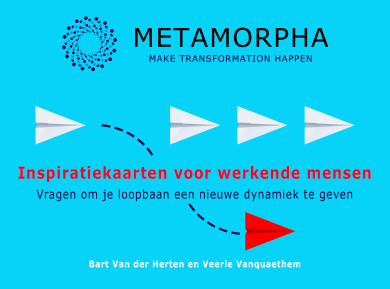 METAMORPHA
MAKE TRANSFORMATION HAPPEN
Inspiratiekaarten voor werkende mensen
Vragen om je loopbaan een nieuwe dynamiek te geven
Bart Van der Herten en Veerle Vanquaethem